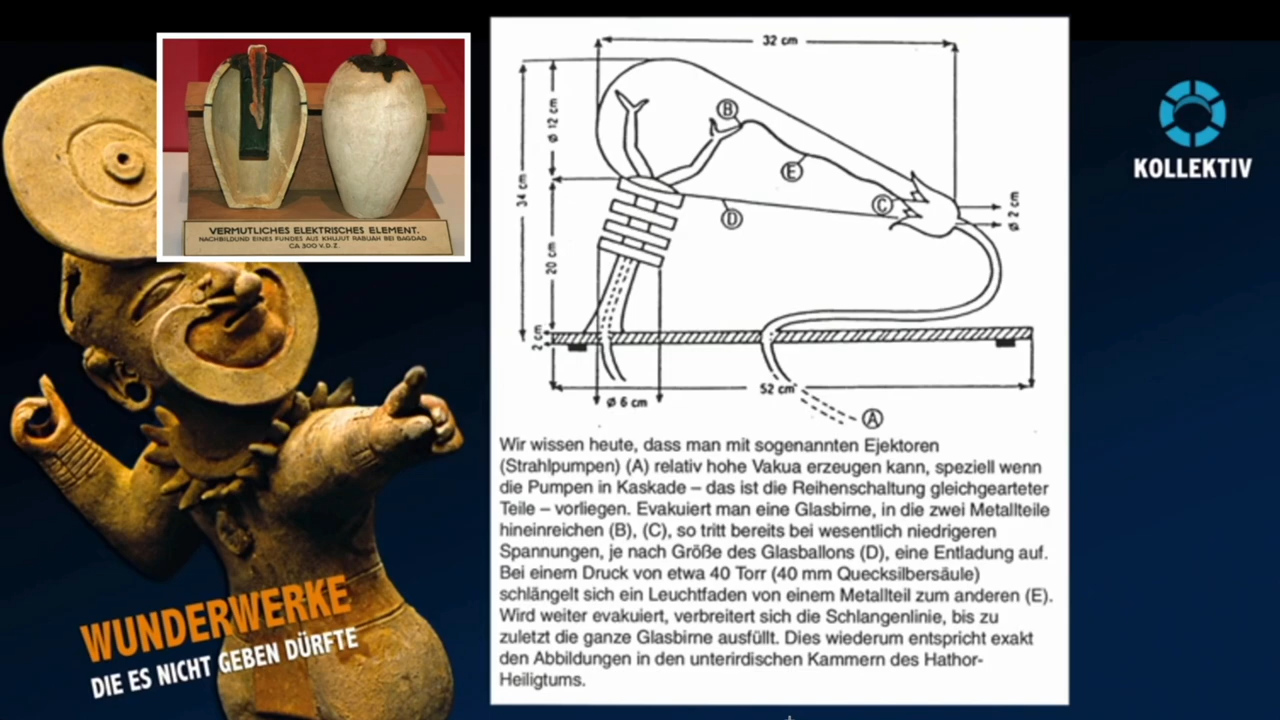 VERMUTLICHES ELEKTRISCHES ELEMENT.
NACHBILDUNG EINES FUNDES AUS KHUJUT RABUAH BEI BAGDAD
CA 300 V.D.Z.
WUNDERWERKE
DIE ES NICHT GEBEN DÜRFTE
32 cm
Ø 12 cm
34 cm
20 cm
2 cm
Ø 2 cm
Ø 6 cm
52 cm
B
E
C
D
A
Wir wissen heute, dass man mit sogenannten Ejektoren
(Strahlpumpen) (A) relativ hohe Vakua erzeugen kann, speziell wenn
die Pumpen in Kaskade – das ist die Reihenschaltung gleichgearteter
Teile – vorliegen. Evakuiert man eine Glasbirne, in die zwei Metallteile
hineinreichen (B), (C), so tritt bereits bei wesentlich niedrigeren
Spannungen, je nach Größe des Glasballons (D), eine Entladung auf.
Bei einem Druck von etwa 40 Torr (40 mm Quecksilbersäule)
schlängelt sich ein Leuchtfaden von einem Metallteil zum anderen (E).
Wird weiter evakuiert, verbreitert sich die Schlangenlinie, bis zu
zuletzt die ganze Glasbirne ausfüllt. Dies wiederum entspricht exakt
den Abbildungen in den unterirdischen Kammern des Hathor-
Heiligtums.
KOLLEKTIV